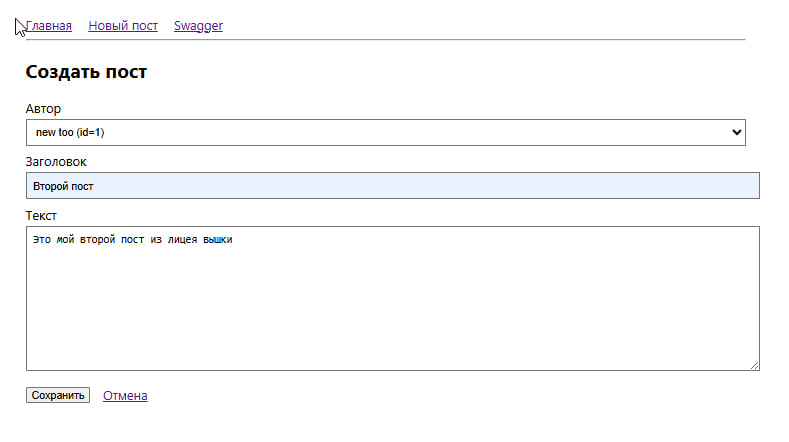 Главная Новый пост Swagger
Создать пост
Автор
new too (id=1)
Заголовок
Второй пост
Текст
Это мой второй пост из лицея вышки
Сохранить Отмена